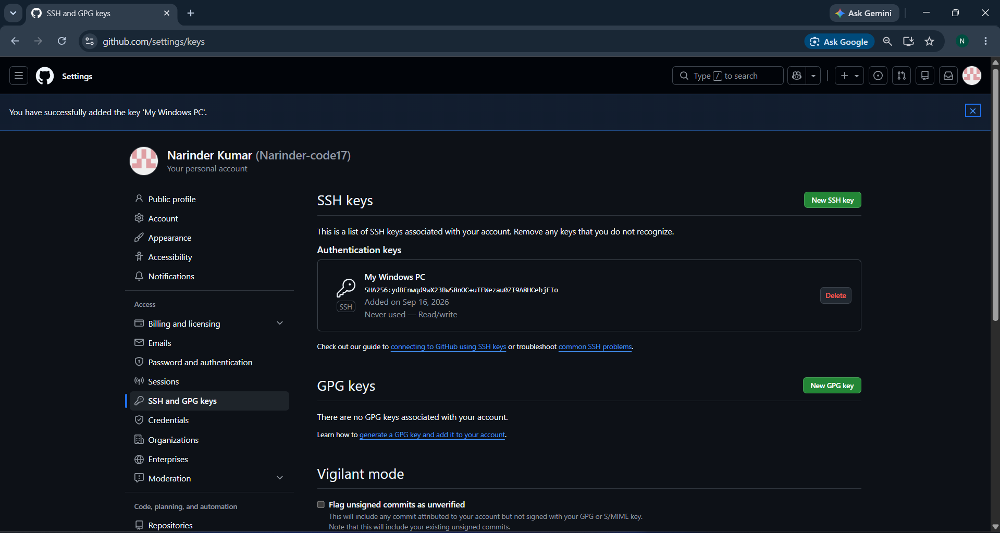 SSH and GPG keys
Ask Gemini
github.com/settings/keys
Ask Google
N
Settings
Type / to search
You have successfully added the key 'My Windows PC'.
Narinder Kumar (Narinder-code17)
Your personal account
Public profile
Account
Appearance
Accessibility
Notifications
Access
Billing and licensing
Emails
Password and authentication
Sessions
SSH and GPG keys
Credentials
Organizations
Enterprises
Moderation
Code, planning, and automation
Repositories
SSH keys
New SSH key
This is a list of SSH keys associated with your account. Remove any keys that you do not recognize.
Authentication keys
My Windows PC
SHA256:ydBEnwqd9wX23BwS8nOC+uTFWezau0ZI9A8HCebjFIo
SSH
Added on Sep 16, 2026
Never used — Read/write
Delete
Check out our guide to connecting to GitHub using SSH keys or troubleshoot common SSH problems.
GPG keys
New GPG key
There are no GPG keys associated with your account.
Learn how to generate a GPG key and add it to your account.
Vigilant mode
Flag unsigned commits as unverified
This will include any commit attributed to your account but not signed with your GPG or S/MIME key.
Note that this will include your existing unsigned commits.